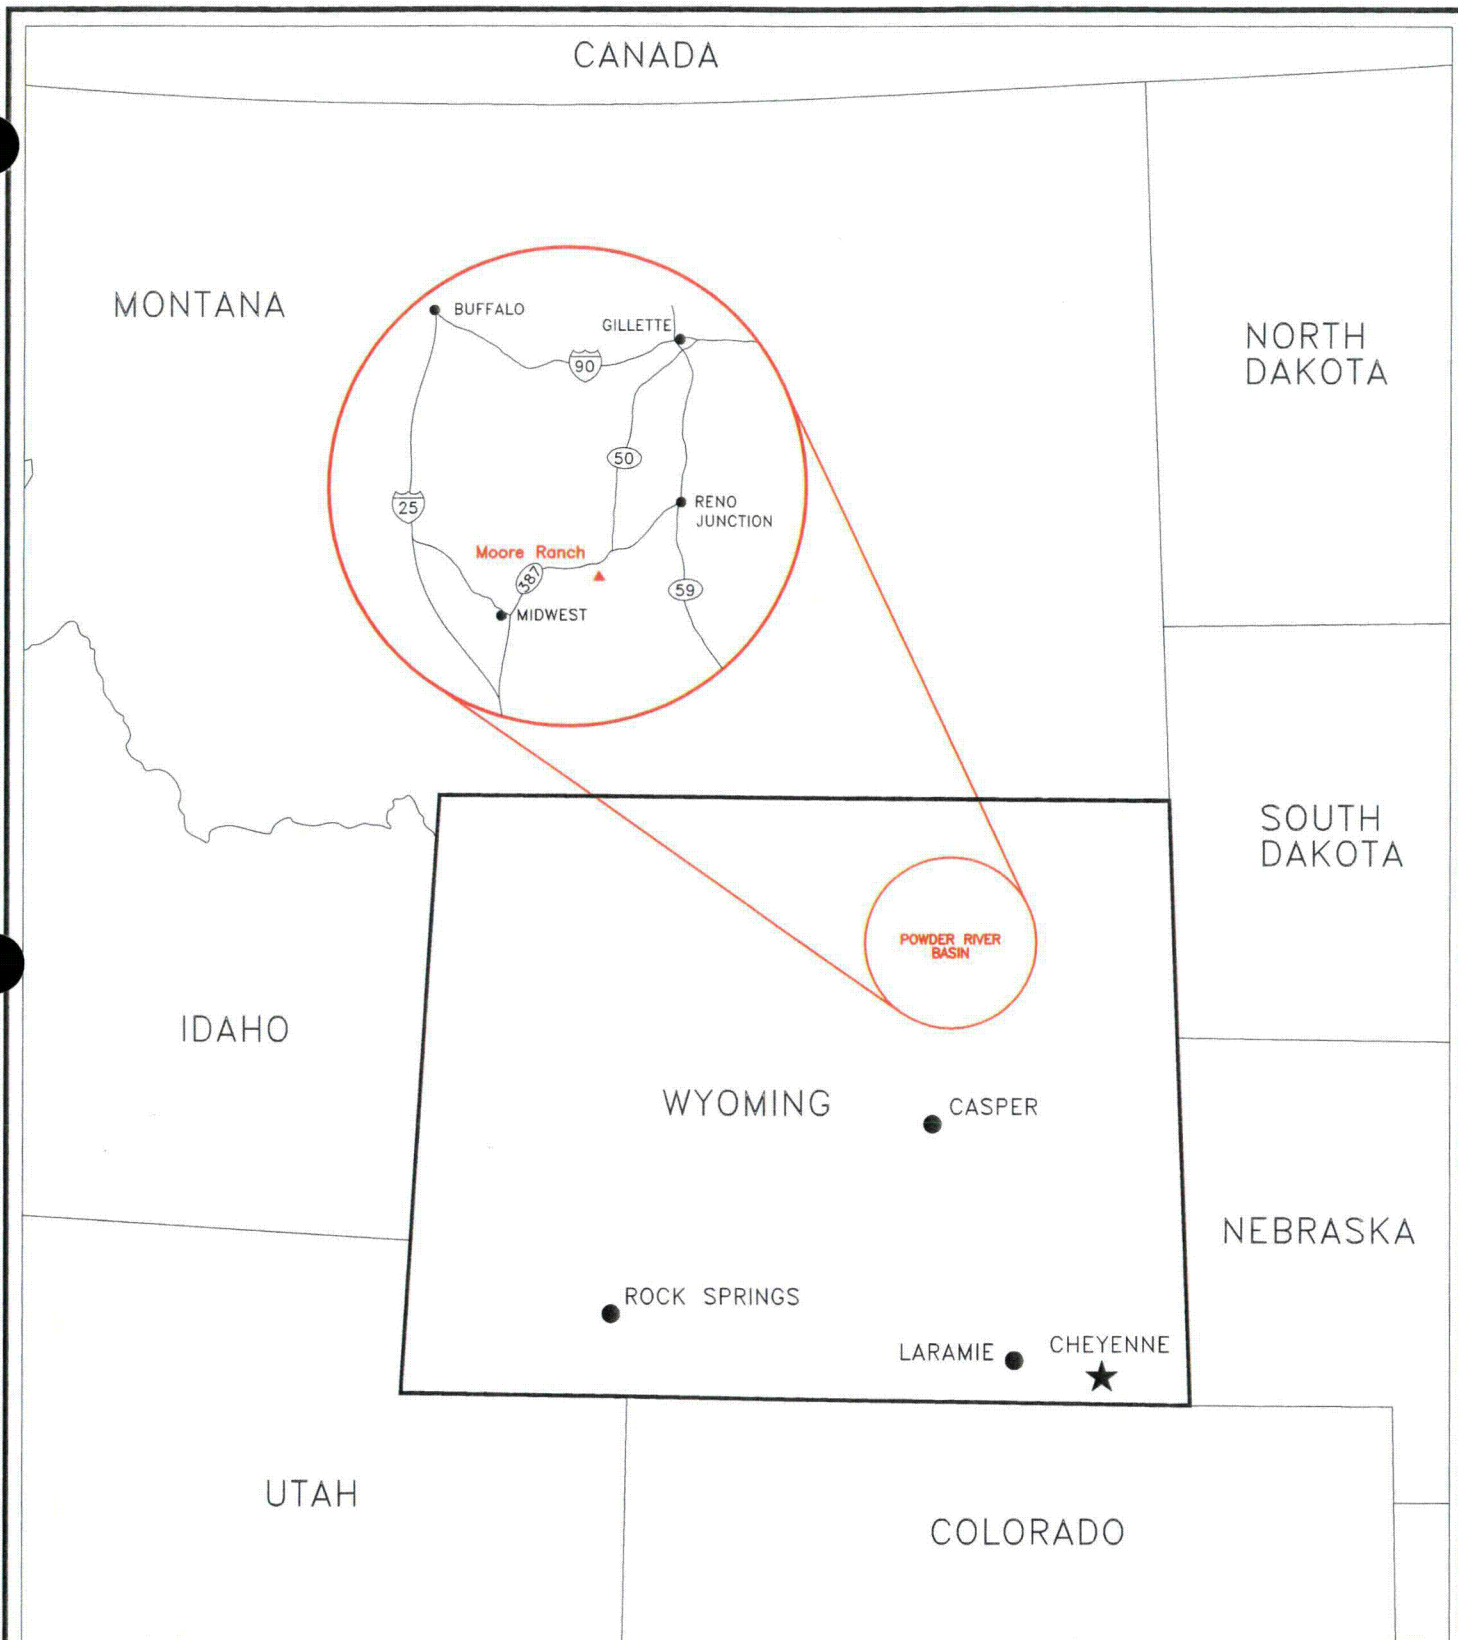 CANADA
MONTANA
BUFFALO
GILLETTE
90
NORTH
DAKOTA
50
25
RENO
JUNCTION
Moore Ranch
387
59
MIDWEST
SOUTH
DAKOTA
POWDER RIVER
BASIN
IDAHO
WYOMING
CASPER
NEBRASKA
ROCK SPRINGS
LARAMIE
CHEYENNE
UTAH
COLORADO